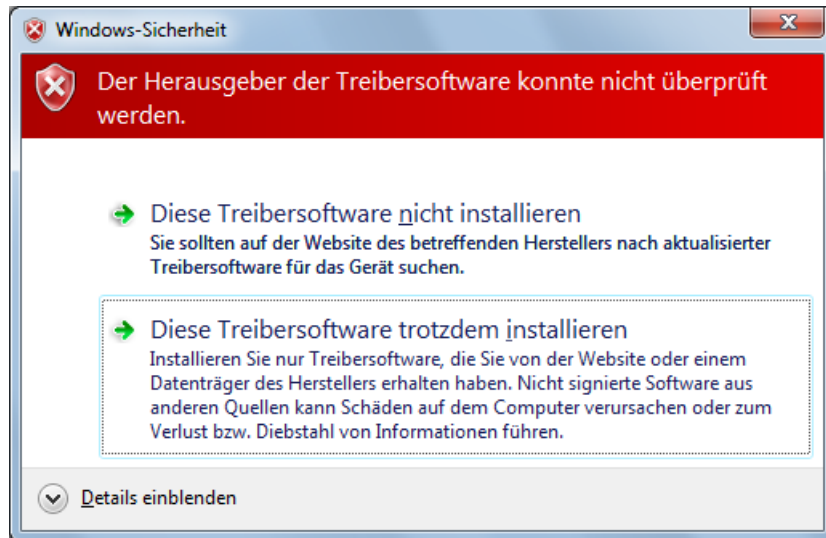 Windows-Sicherheit
Der Herausgeber der Treibersoftware konnte nicht überprüft
werden.
Diese Treibersoftware nicht installieren
Sie sollten auf der Website des betreffenden Herstellers nach aktualisierter
Treibersoftware für das Gerät suchen.
Diese Treibersoftware trotzdem installieren
Installieren Sie nur Treibersoftware, die Sie von der Website oder einem
Datenträger des Herstellers erhalten haben. Nicht signierte Software aus
anderen Quellen kann Schäden auf dem Computer verursachen oder zum
Verlust bzw. Diebstahl von Informationen führen.
Details einblenden